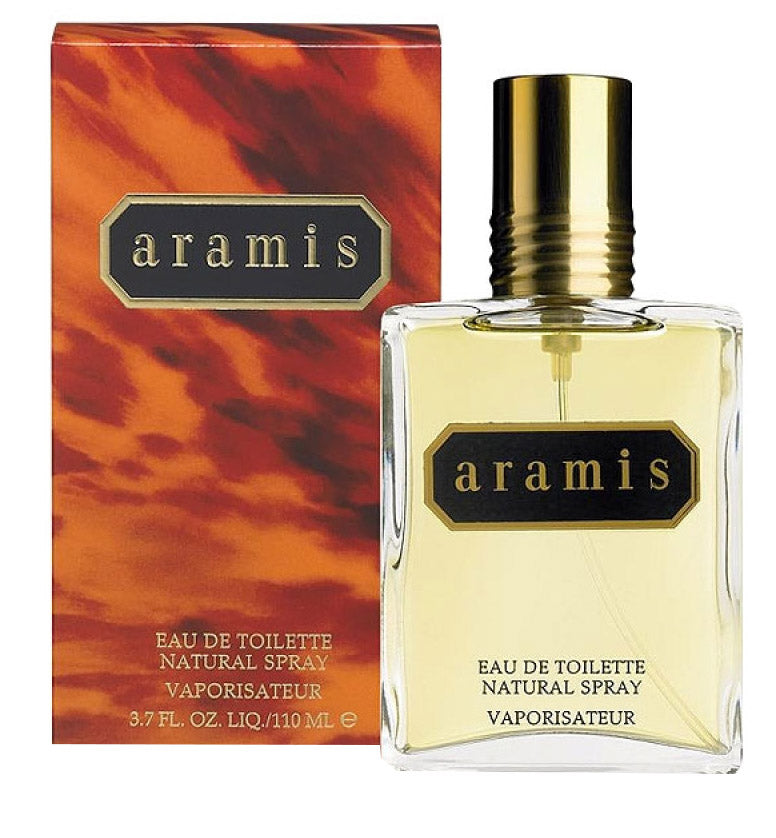 aramis
EAU DE TOILETTE
NATURAL SPRAY
VAPORISATEUR
3.7 FL. OZ. LIQ./110 ML ℮
aramis
EAU DE TOILETTE
NATURAL SPRAY
VAPORISATEUR